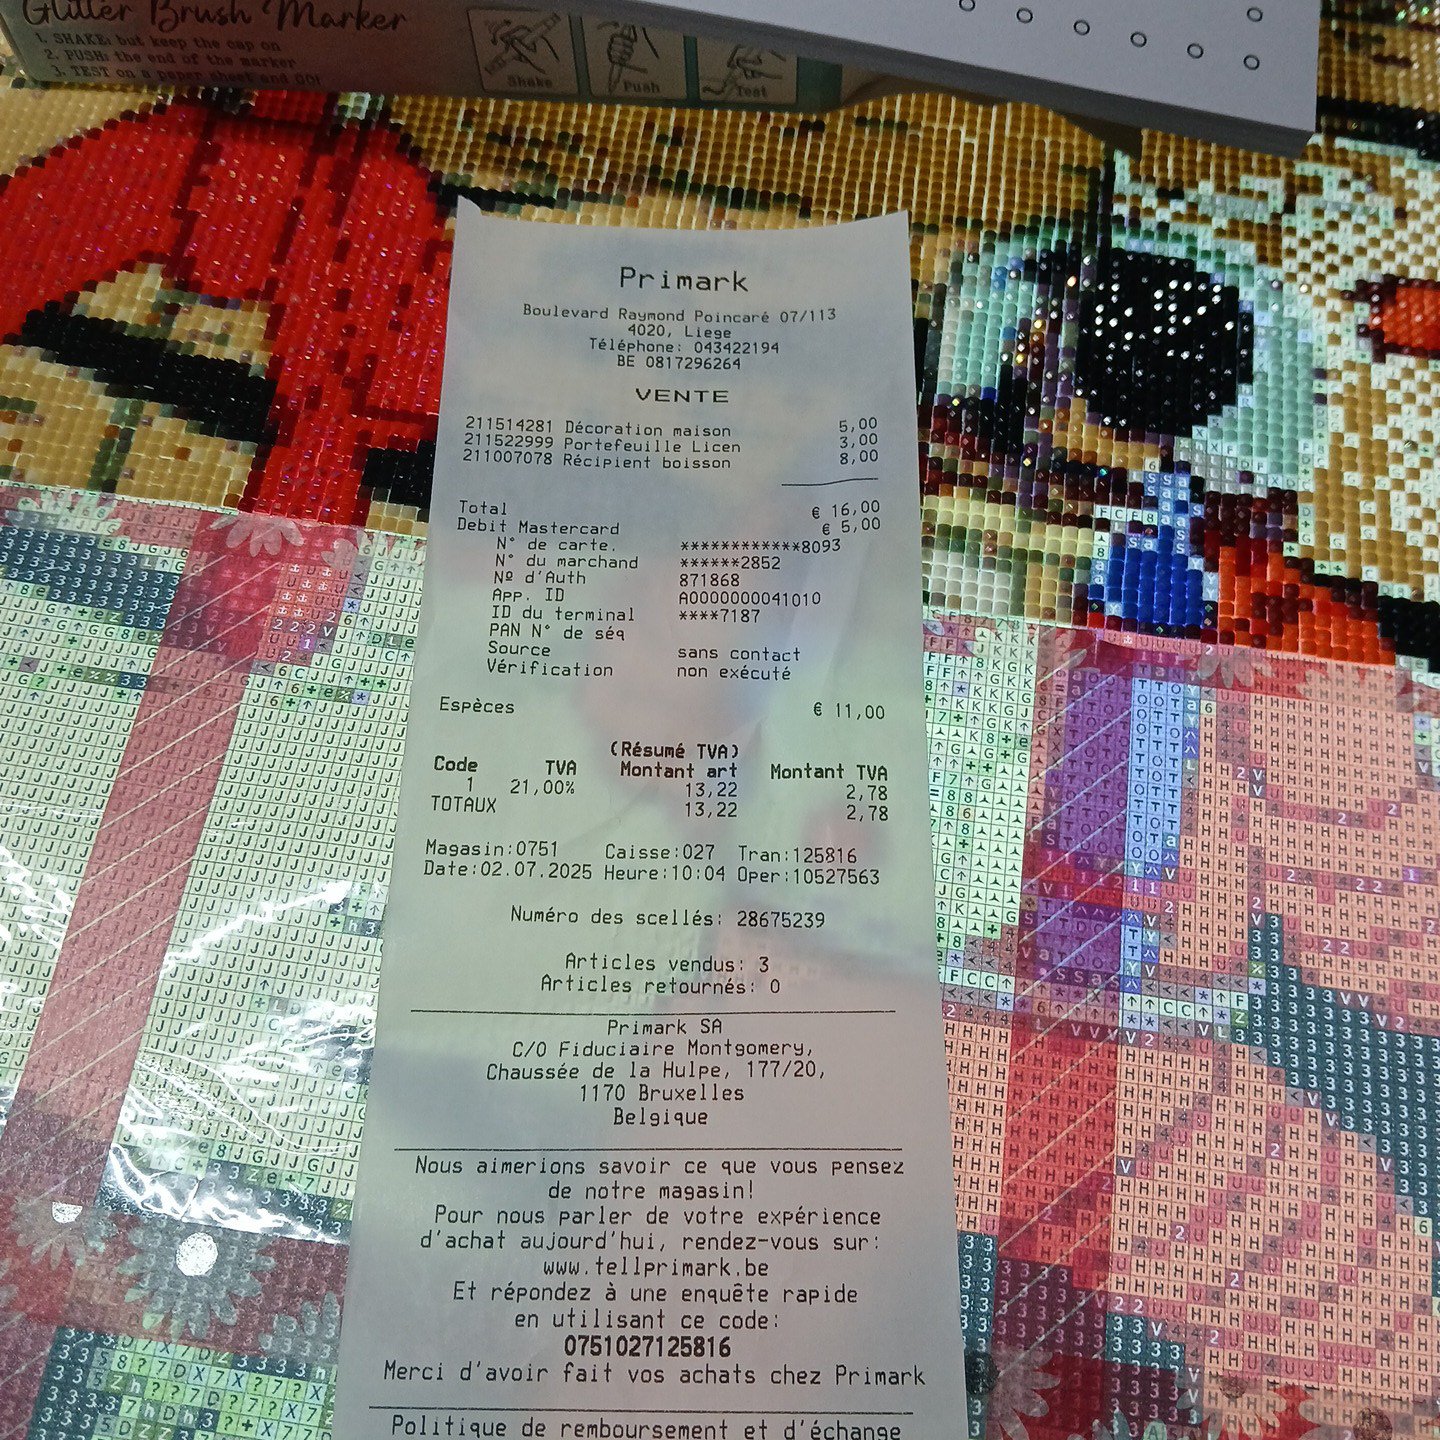 Glitter Brush Marker
1. SHAKE: but keep the cap on
2. PUSH: the end of the marker
3. TEST on a paper sheet and GO!
Shake Push Test
Primark
Boulevard Raymond Poincaré 07/113
4020, Liege
Téléphone: 043422194
BE 0817296264
VENTE
211514281 Décoration maison 5,00
211522999 Portefeuille Licen 3,00
211007078 Récipient boisson 8,00
Total € 16,00
Debit Mastercard € 5,00
N° de carte. ************8093
N° du marchand ******2852
Nº d'Auth 871868
App. ID A0000000041010
ID du terminal ****7187
PAN N° de séq
Source sans contact
Vérification non exécuté
Espèces € 11,00
(Résumé TVA)
Code TVA Montant art Montant TVA
1 21,00% 13,22 2,78
TOTAUX 13,22 2,78
Magasin:0751 Caisse:027 Tran:125816
Date:02.07.2025 Heure:10:04 Oper:10527563
Numéro des scellés: 28675239
Articles vendus: 3
Articles retournés: 0
Primark SA
C/O Fiduciaire Montgomery,
Chaussée de la Hulpe, 177/20,
1170 Bruxelles
Belgique
Nous aimerions savoir ce que vous pensez
de notre magasin!
Pour nous parler de votre expérience
d'achat aujourd'hui, rendez-vous sur:
www.tellprimark.be
Et répondez à une enquête rapide
en utilisant ce code:
0751027125816
Merci d'avoir fait vos achats chez Primark
Politique de remboursement et d'échange